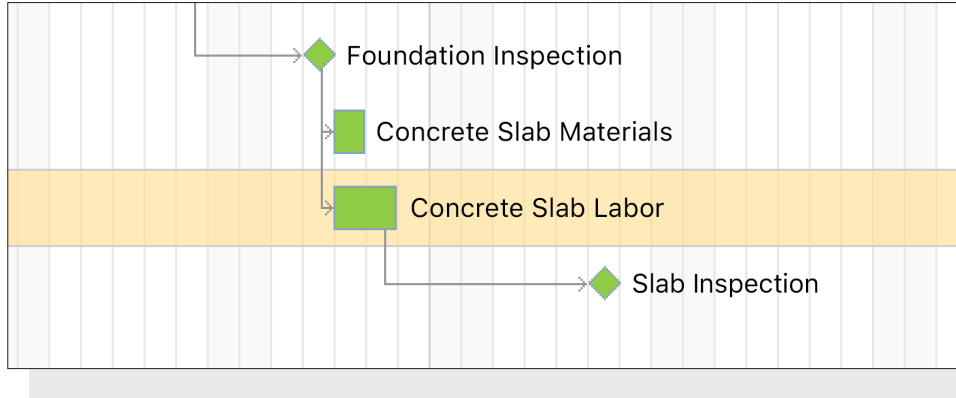 Foundation Inspection
Concrete Slab Materials
Concrete Slab Labor
Slab Inspection